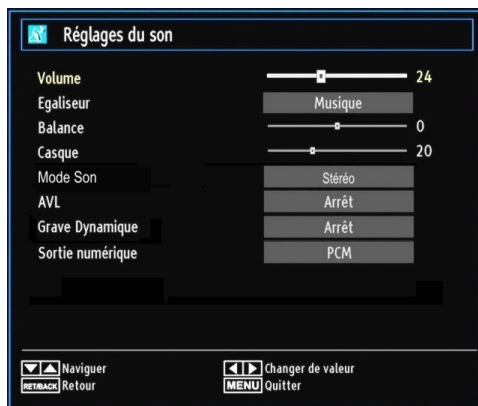 Réglages du son
Volume 24
Egaliseur Musique
Balance 0
Casque 20
Mode Son Stéréo
AVL Arrêt
Grave Dynamique Arrêt
Sortie numérique PCM
Naviguer Changer de valeur
RET/BACK Retour MENU Quitter